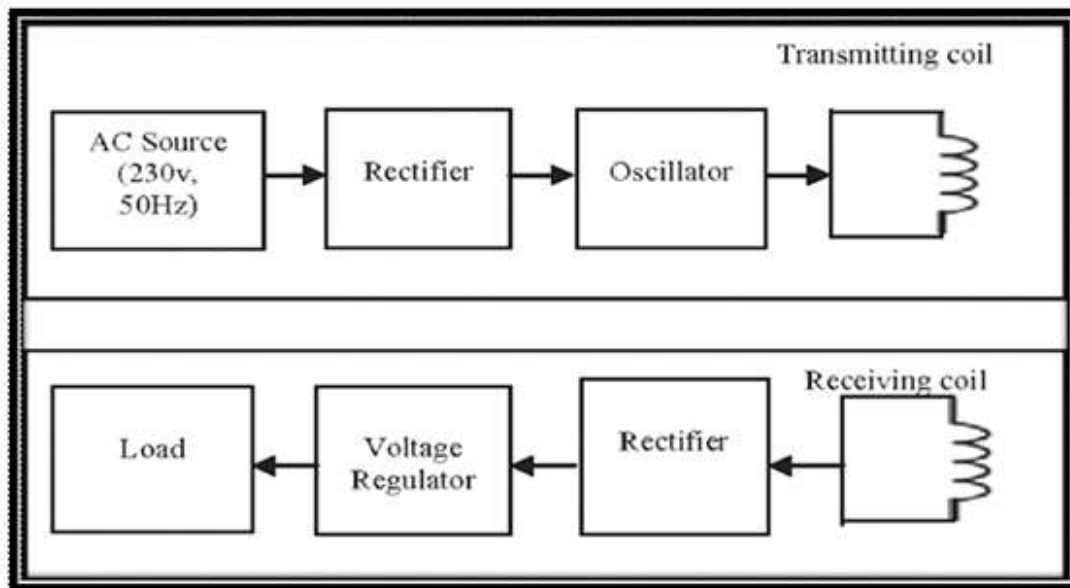 Transmitting coil
AC Source
(230v,
50Hz)
Rectifier
Oscillator
Receiving coil
Load
Voltage
Regulator
Rectifier